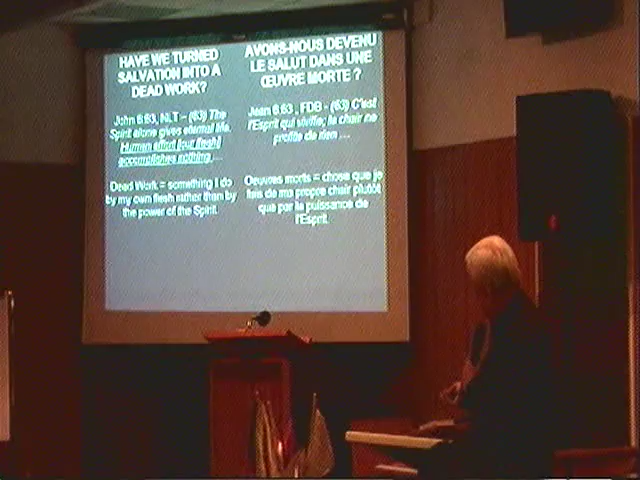 HAVE WE TURNED
SALVATION INTO A
DEAD WORK?
John 6:63, NLT – (63) The
Spirit alone gives eternal life.
Human effort [our flesh]
accomplishes nothing ...
Dead Work = something I do
by my own flesh rather than by
the power of the Spirit.
AVONS-NOUS DEVENU
LE SALUT DANS UNE
ŒUVRE MORTE ?
Jean 6:63 , FDB - (63) C'est
l'Esprit qui vivifie; la chair ne
profite de rien ...
Oeuvres morts = chose que je
fais de ma propre chair plutôt
que par la puissance de
l'Esprit.